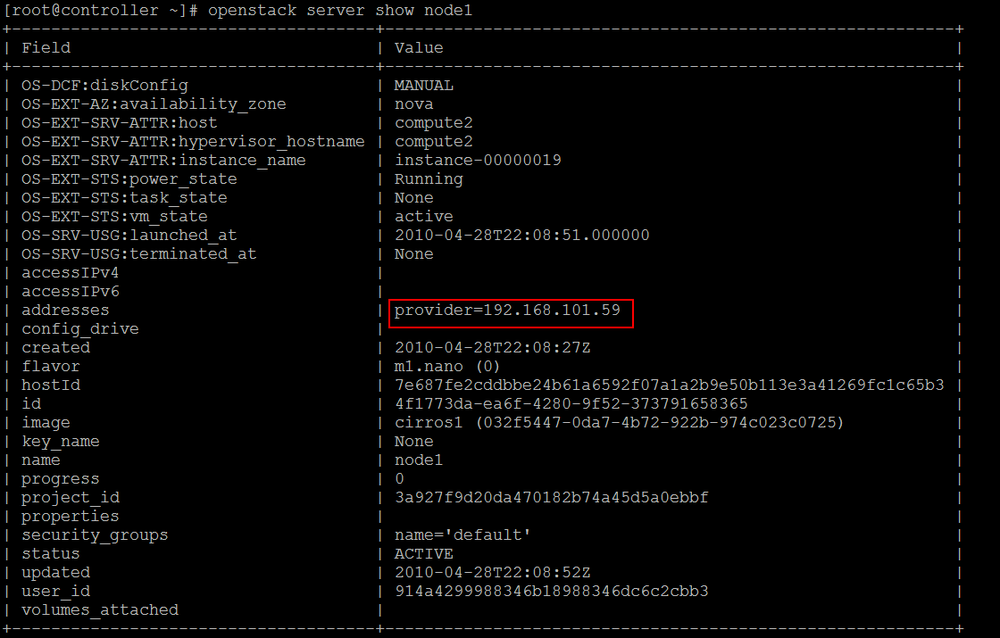 [root@controller ~]# openstack server show node1
+-------------------------------------+----------------------------------------------------------+
| Field                               | Value                                                    |
+-------------------------------------+----------------------------------------------------------+
| OS-DCF:diskConfig                   | MANUAL                                                   |
| OS-EXT-AZ:availability_zone         | nova                                                     |
| OS-EXT-SRV-ATTR:host                | compute2                                                 |
| OS-EXT-SRV-ATTR:hypervisor_hostname | compute2                                                 |
| OS-EXT-SRV-ATTR:instance_name       | instance-00000019                                        |
| OS-EXT-STS:power_state              | Running                                                  |
| OS-EXT-STS:task_state               | None                                                     |
| OS-EXT-STS:vm_state                 | active                                                   |
| OS-SRV-USG:launched_at              | 2010-04-28T22:08:51.000000                               |
| OS-SRV-USG:terminated_at            | None                                                     |
| accessIPv4                          |                                                          |
| accessIPv6                          |                                                          |
| addresses                           | provider=192.168.101.59                                  |
| config_drive                        |                                                          |
| created                             | 2010-04-28T22:08:27Z                                     |
| flavor                              | m1.nano (0)                                              |
| hostId                              | 7e687fe2cddbbe24b61a6592f07a1a2b9e50b113e3a41269fc1c65b3 |
| id                                  | 4f1773da-ea6f-4280-9f52-373791658365                     |
| image                               | cirros1 (032f5447-0da7-4b72-922b-974c023c0725)           |
| key_name                            | None                                                     |
| name                                | node1                                                    |
| progress                            | 0                                                        |
| project_id                          | 3a927f9d20da470182b74a45d5a0ebbf                         |
| properties                          |                                                          |
| security_groups                     | name='default'                                           |
| status                              | ACTIVE                                                   |
| updated                             | 2010-04-28T22:08:52Z                                     |
| user_id                             | 914a4299988346b18988346dc6c2cbb3                         |
| volumes_attached                    |                                                          |
+-------------------------------------+----------------------------------------------------------+